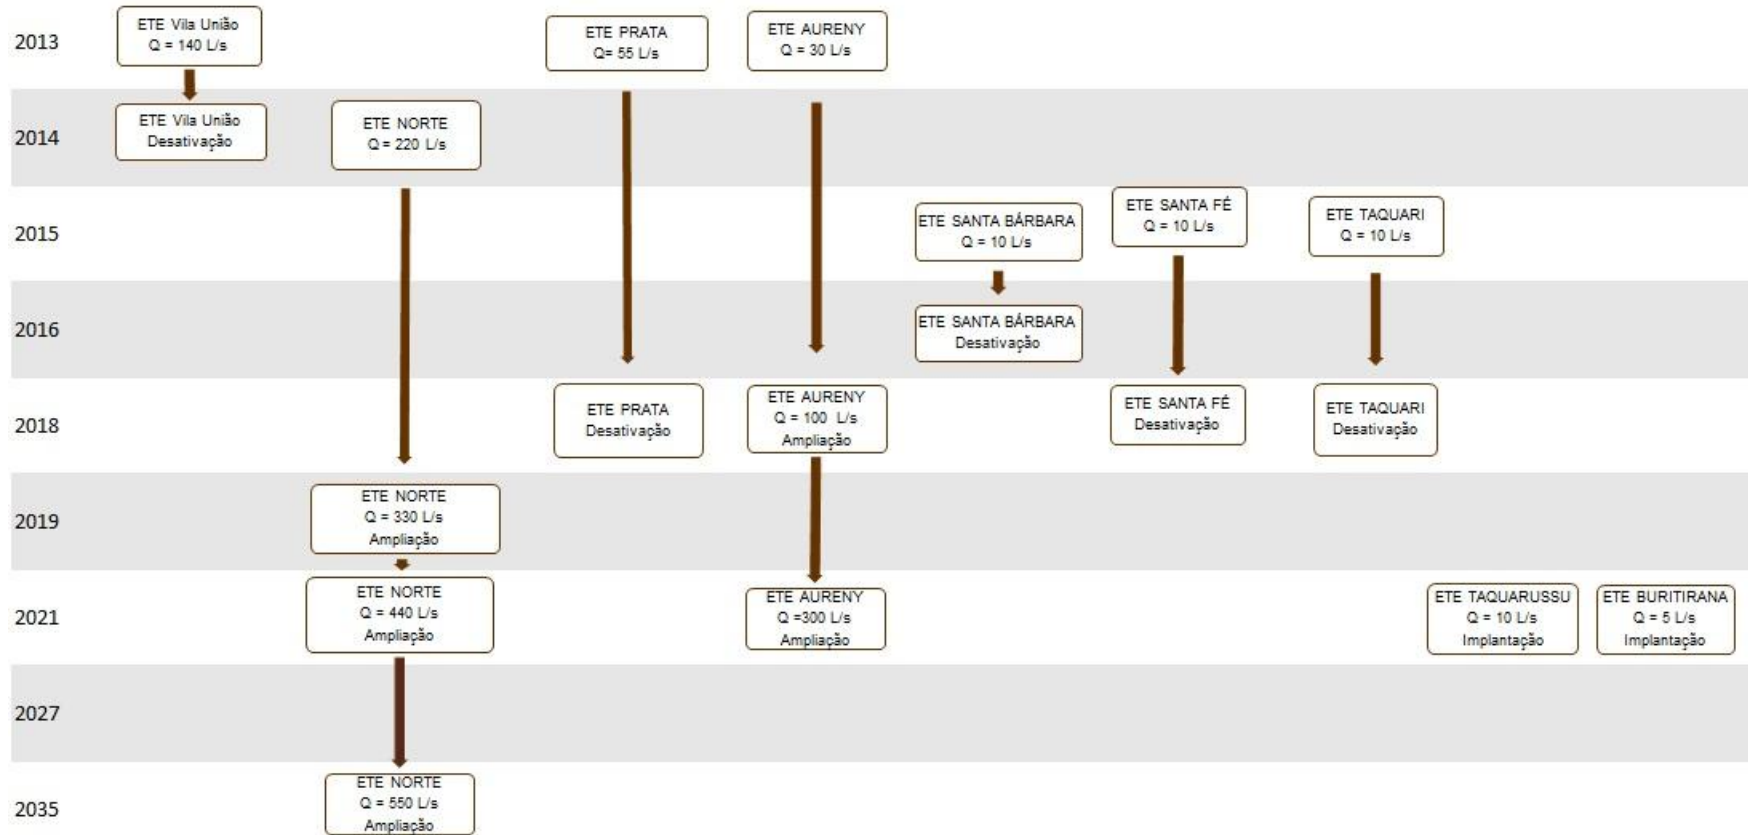 2013
ETE Vila União
Q = 140 L/s
ETE PRATA
Q= 55 L/s
ETE AURENY
Q = 30 L/s
2014
ETE Vila União
Desativação
ETE NORTE
Q = 220 L/s
2015
ETE SANTA BÁRBARA
Q = 10 L/s
ETE SANTA FÉ
Q = 10 L/s
ETE TAQUARI
Q = 10 L/s
2016
ETE SANTA BÁRBARA
Desativação
2018
ETE PRATA
Desativação
ETE AURENY
Q = 100 L/s
Ampliação
ETE SANTA FÉ
Desativação
ETE TAQUARI
Desativação
2019
ETE NORTE
Q = 330 L/s
Ampliação
2021
ETE NORTE
Q = 440 L/s
Ampliação
ETE AURENY
Q =300 L/s
Ampliação
ETE TAQUARUSSU
Q = 10 L/s
Implantação
ETE BURITIRANA
Q = 5 L/s
Implantação
2027
2035
ETE NORTE
Q = 550 L/s
Ampliação